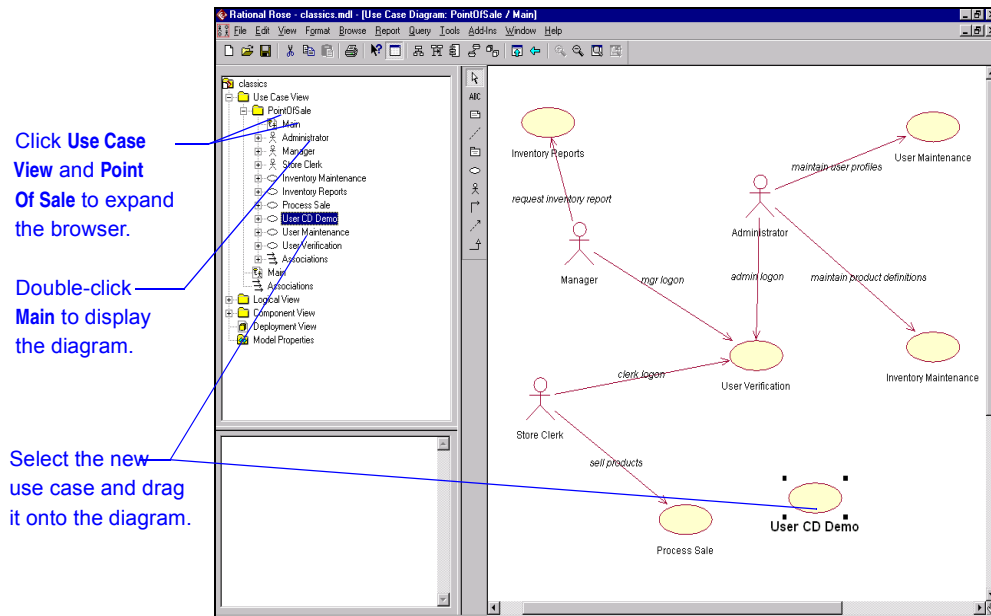 Rational Rose - classics.mdl - [Use Case Diagram: PointOfSale / Main]
File Edit View Format Browse Report Query Tools Add-Ins Window Help
classics
Use Case View
PointOfSale
Main
Administrator
Manager
Store Clerk
Inventory Maintenance
Inventory Reports
Process Sale
User CD Demo
User Maintenance
User Verification
Associations
Main
Associations
Logical View
Component View
Deployment View
Model Properties
Click Use Case
View and Point
Of Sale to expand
the browser.
Double-click
Main to display
the diagram.
Select the new
use case and drag
it onto the diagram.
ABC
Inventory Reports
User Maintenance
maintain user profiles
request inventory report
Administrator
Manager
mgr logon
admin logon
maintain product definitions
clerk logon
User Verification
Inventory Maintenance
Store Clerk
sell products
User CD Demo
Process Sale